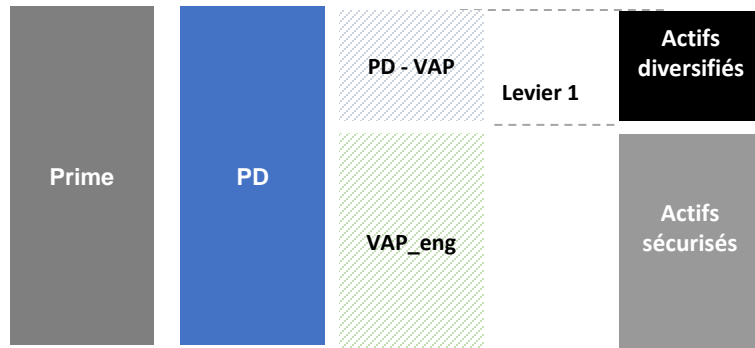 Prime
PD
PD - VAP
VAP_eng
Levier 1
Actifs
diversifiés
Actifs
sécurisés